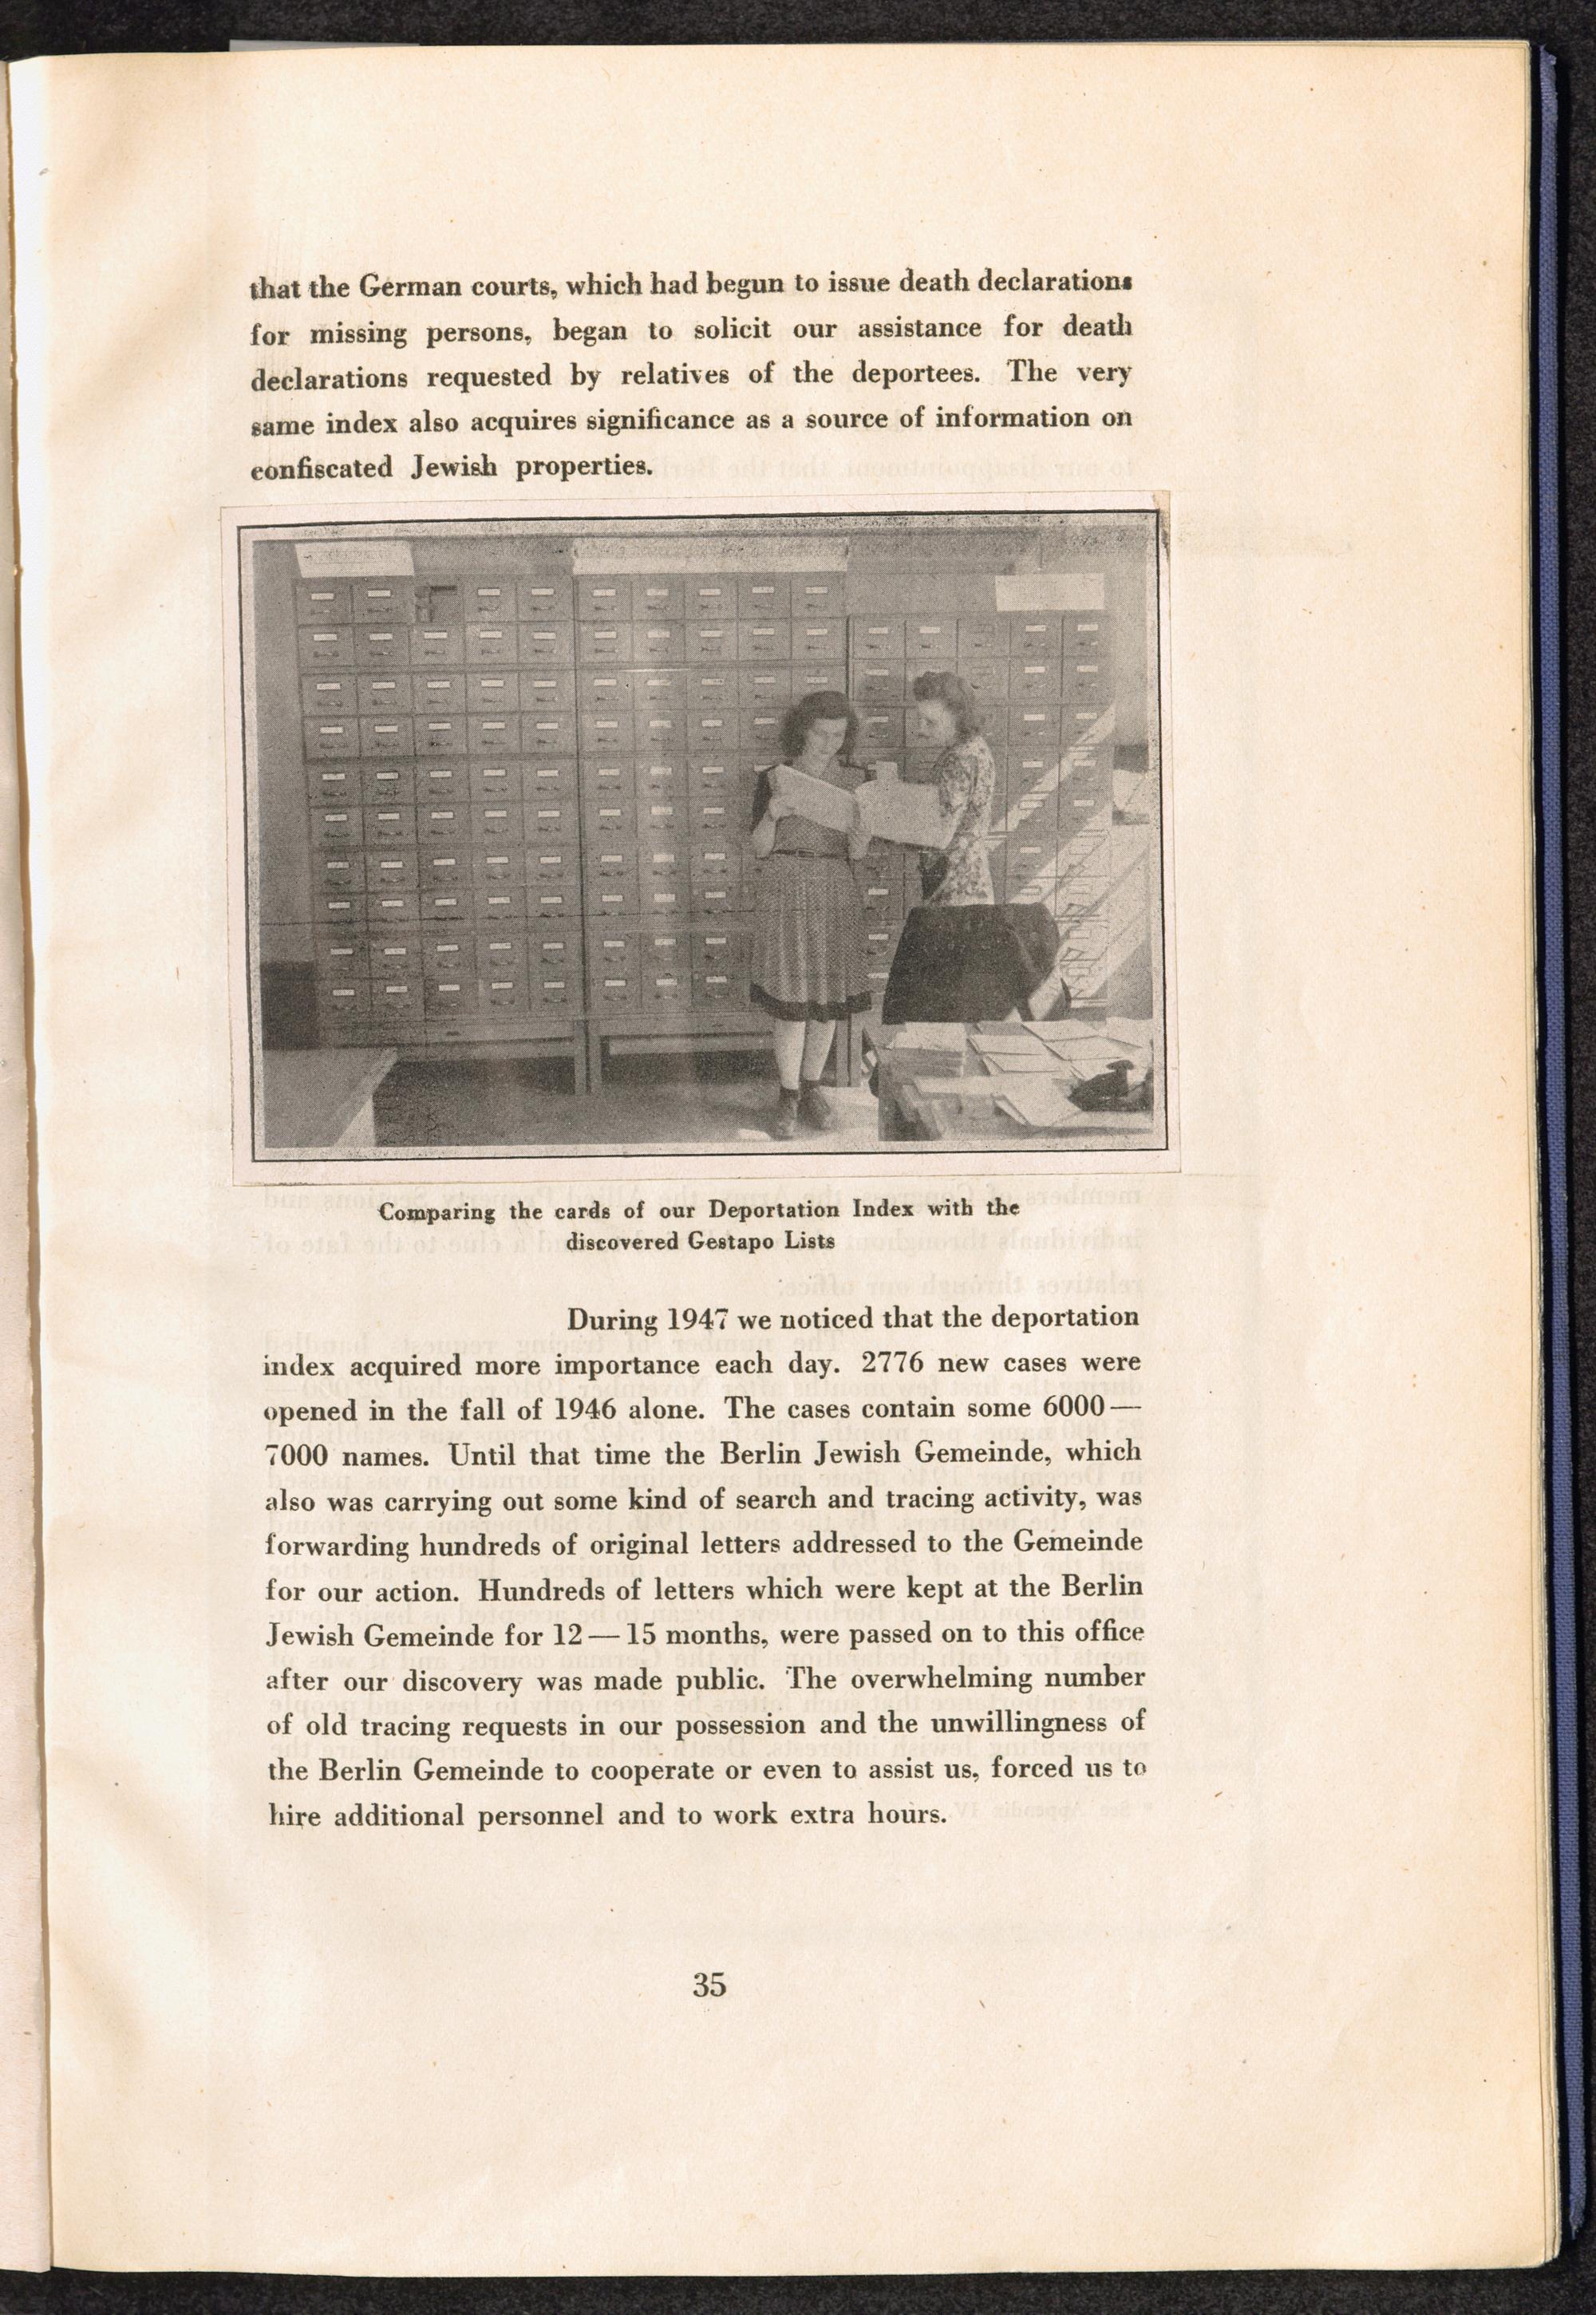 that the German courts, which had begun to issue death declarations
for missing persons, began to solicit our assistance for death
declarations requested by relatives of the deportees. The very
same index also acquires significance as a source of information on
confiscated Jewish properties.
Comparing the cards of our Deportation Index with the
discovered Gestapo Lists
During 1947 we noticed that the deportation
index acquired more importance each day. 2776 new cases were
opened in the fall of 1946 alone. The cases contain some 6000—
7000 names. Until that time the Berlin Jewish Gemeinde, which
also was carrying out some kind of search and tracing activity, was
forwarding hundreds of original letters addressed to the Gemeinde
for our action. Hundreds of letters which were kept at the Berlin
Jewish Gemeinde for 12—15 months, were passed on to this office
after our discovery was made public. The overwhelming number
of old tracing requests in our possession and the unwillingness of
the Berlin Gemeinde to cooperate or even to assist us, forced us to
hire additional personnel and to work extra hours.
35